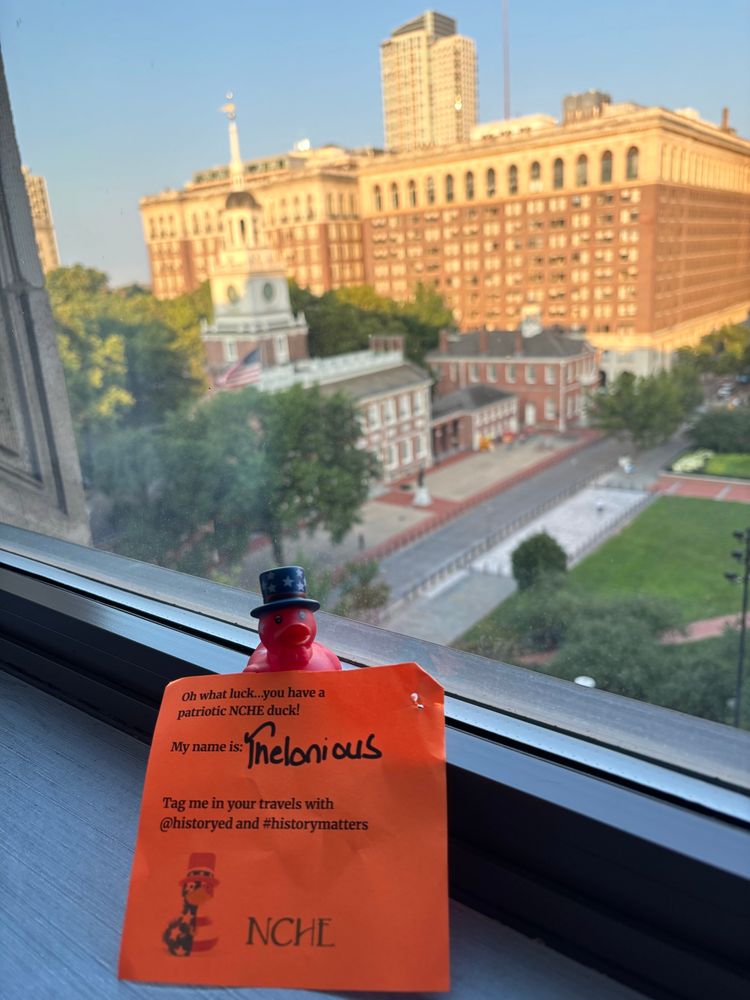 Oh what luck...you have a
patriotic NCHE duck!
My name is: Thelonious
Tag me in your travels with
@historyed and #historymatters
NCHE